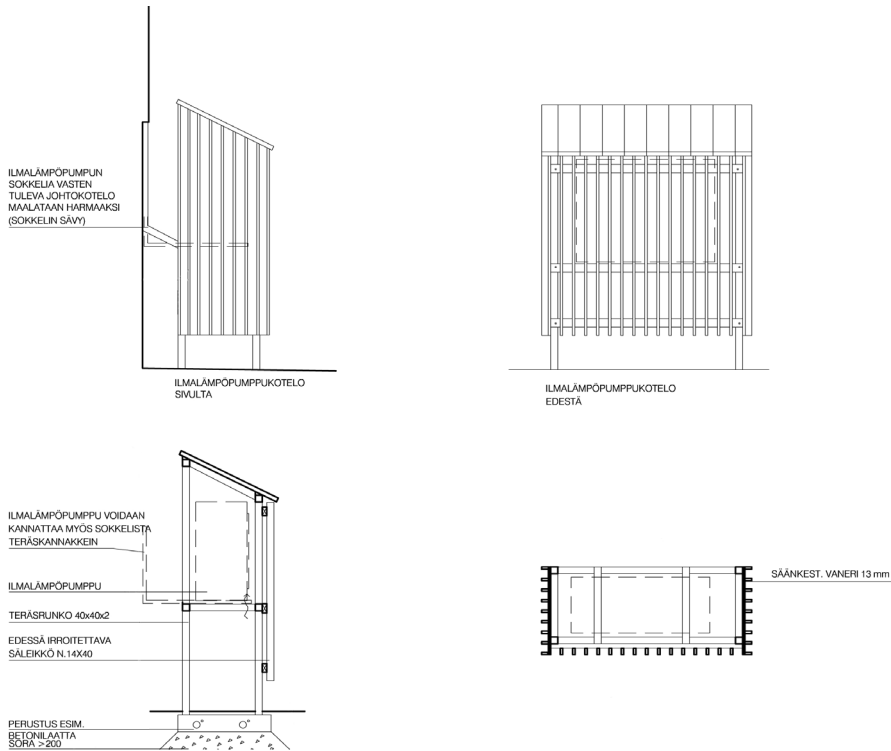 ILMALÄMPÖPUMPUN
SOKKELIA VASTEN
TULEVA JOHTOKOTELO
MAALATAAN HARMAAKSI
(SOKKELIN SÄVY)
ILMALÄMPÖPUMPPUKOTELO
SIVULTA
ILMALÄMPÖPUMPPUKOTELO
EDESTÄ
ILMALÄMPÖPUMPPU VOIDAAN
KANNATTAA MYÖS SOKKELISTA
TERÄSKANNAKKEIN
ILMALÄMPÖPUMPPU
TERÄSRUNKO 40x40x2
EDESSÄ IRROITETTAVA
SÄLEIKKÖ N.14X40
PERUSTUS ESIM.
BETONILAATTA
SORA >200
SÄÄNKEST. VANERI 13 mm